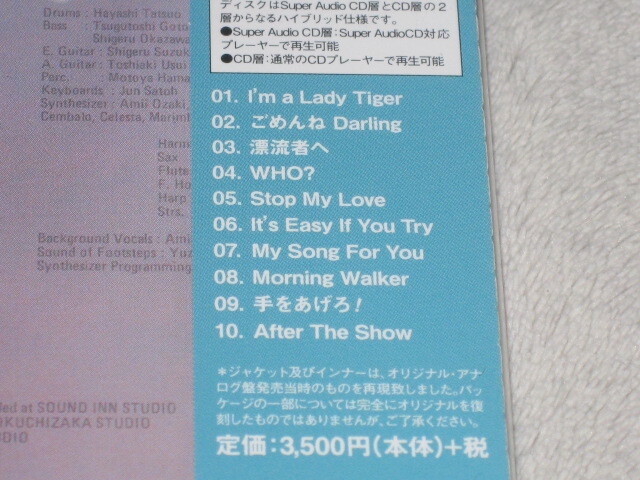 Drums : Hayashi Tatsuo
Bass : Tsugutoshi Goto
Shigeru Okazawa
E. Guitar : Shigeru Suzuk
A. Guitar : Toshiaki Usui
Perc. : Motoya Hama
Keyboards : Jun Satoh
Synthesizer : Amii Ozaki,
Cembalo, Celesta, Marimb
Harm
Sax
Flute
F. Ho
Harp
Strs.
Background Vocals : Ami
Sound of Footsteps : Yuz
Synthesizer Programming
ded at SOUND INN STUDIO
OKUCHIZAKA STUDIO
DIO
ディスクはSuper Audio CD層とCD層の2
層からなるハイブリッド仕様です。
●Super Audio CD層:Super AudioCD対応
プレーヤーで再生可能
●CD層:通常のCDプレーヤーで再生可能
01. I'm a Lady Tiger
02. ごめんね Darling
03. 漂流者へ
04. WHO?
05. Stop My Love
06. It's Easy If You Try
07. My Song For You
08. Morning Walker
09. 手をあげろ!
10. After The Show
*ジャケット及びインナーは、オリジナル・アナ
ログ盤発売当時のものを再現致しました。パッ
ケージの一部については完全にオリジナルを復
刻したものではありませんが、ご了承ください。
定価:3,500円(本体)+税